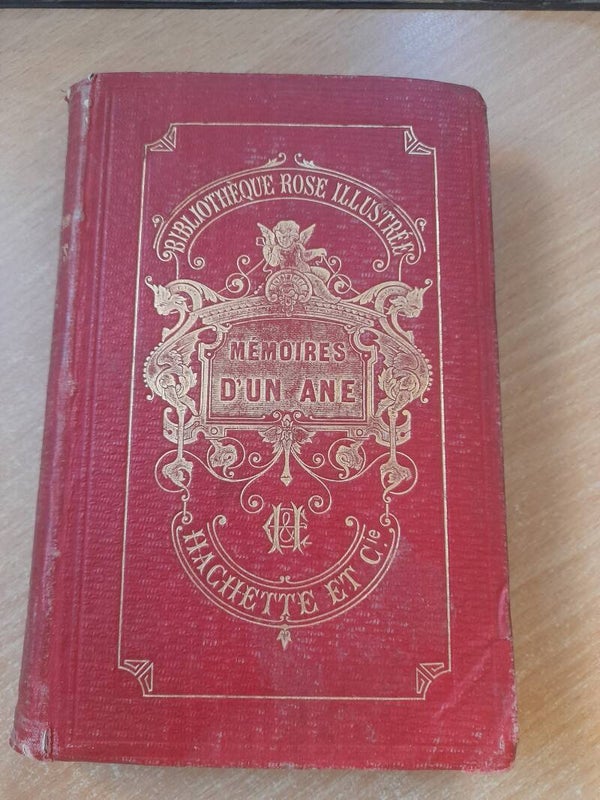 BIBLIOTHÈQUE ROSE ILLUSTRÉE
MÉMOIRES
D'UN ANE
H&C
HACHETTE ET Cie